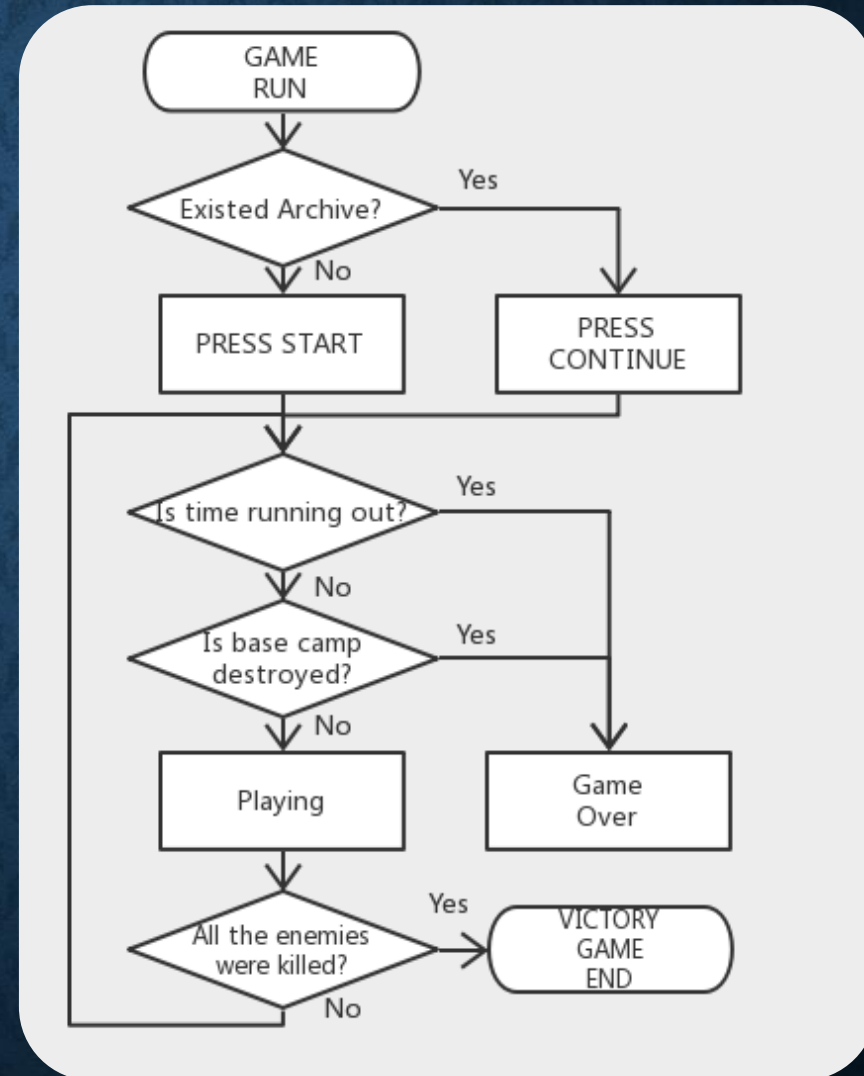 GAME
RUN
Existed Archive?
Yes
No
PRESS START
PRESS
CONTINUE
Is time running out?
Yes
No
Is base camp
destroyed?
Yes
No
Playing
Game
Over
All the enemies
were killed?
Yes
VICTORY
GAME
END
No